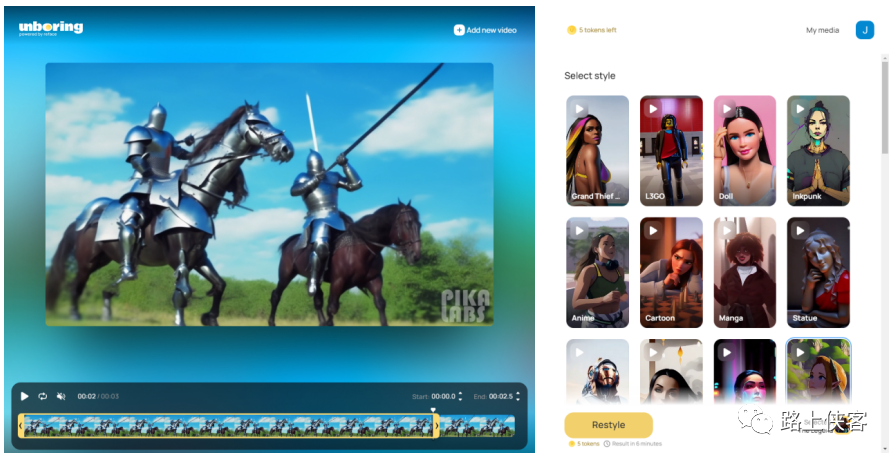 unboring
powered by reface
Add new video
PIKA
LABS
00:02 / 00:03
Start: 00:00.0
End: 00:02.5
5 tokens left
My media
J
Select style
Grand Thief ...
L3GO
Doll
Inkpunk
Anime
Cartoon
Manga
Statue
Restyle
5 tokens
Result in 6 minutes
路上侠客